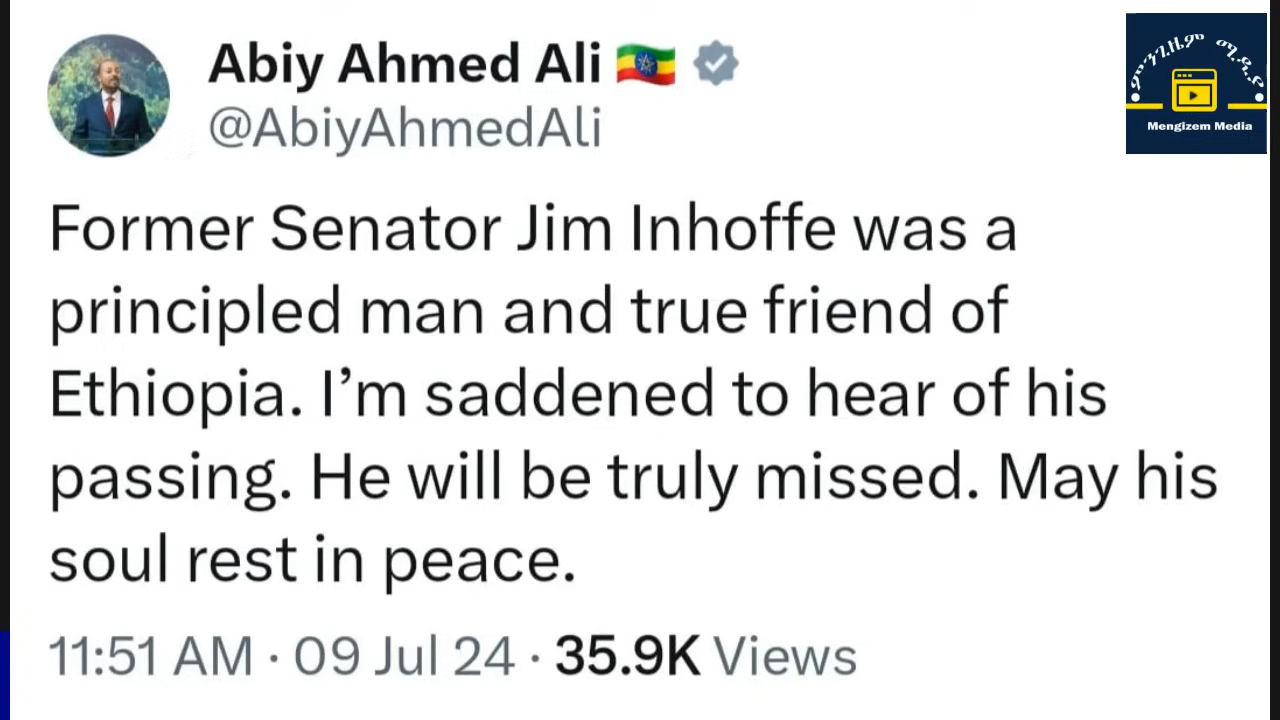 Abiy Ahmed Ali
@AbiyAhmedAli
ምንጊዜም ሚዲያ
Mengizem Media
Former Senator Jim Inhoffe was a
principled man and true friend of
Ethiopia. I’m saddened to hear of his
passing. He will be truly missed. May his
soul rest in peace.
11:51 AM · 09 Jul 24 · 35.9K Views